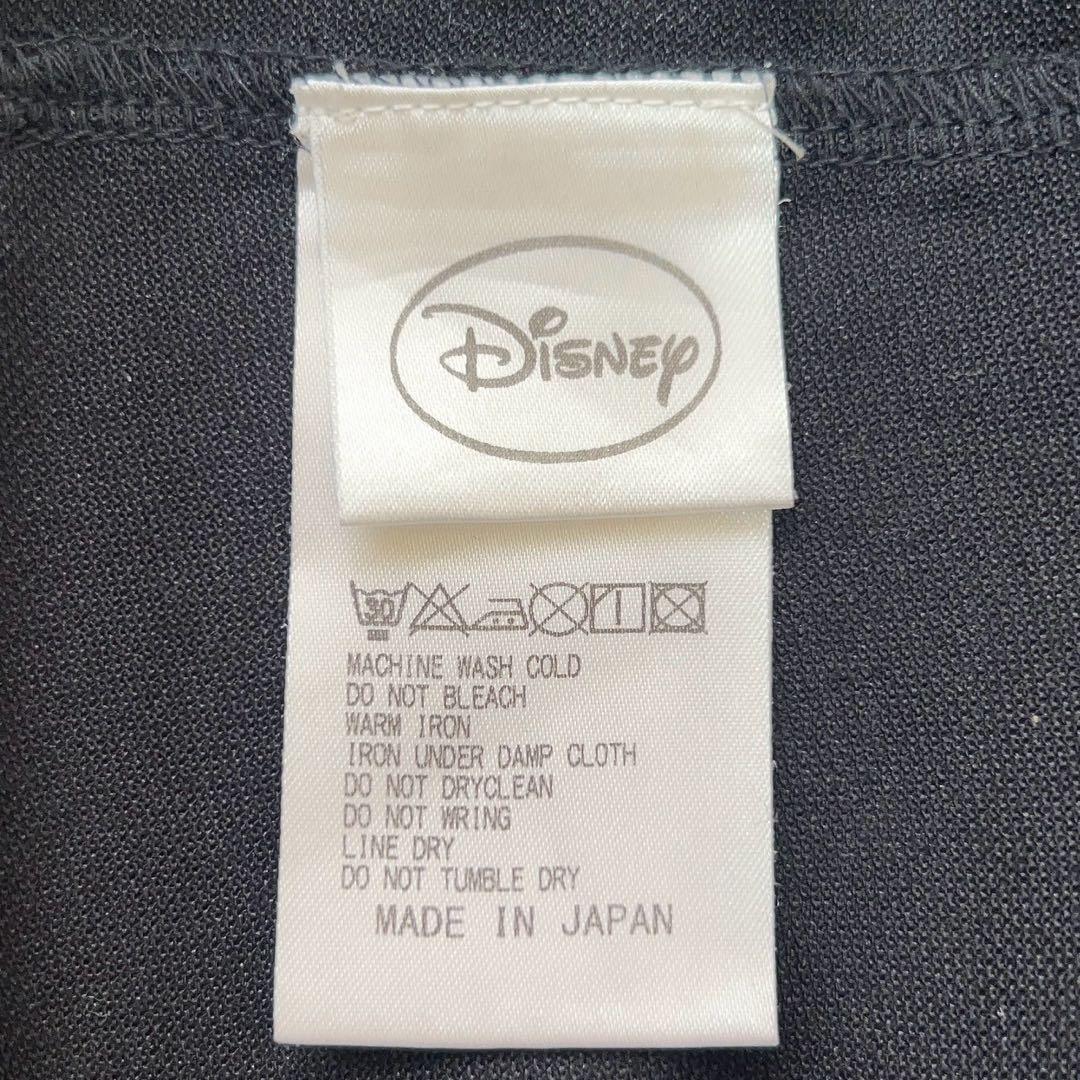 Disney
30
MACHINE WASH COLD
DO NOT BLEACH
WARM IRON
IRON UNDER DAMP CLOTH
DO NOT DRYCLEAN
DO NOT WRING
LINE DRY
DO NOT TUMBLE DRY
MADE IN JAPAN